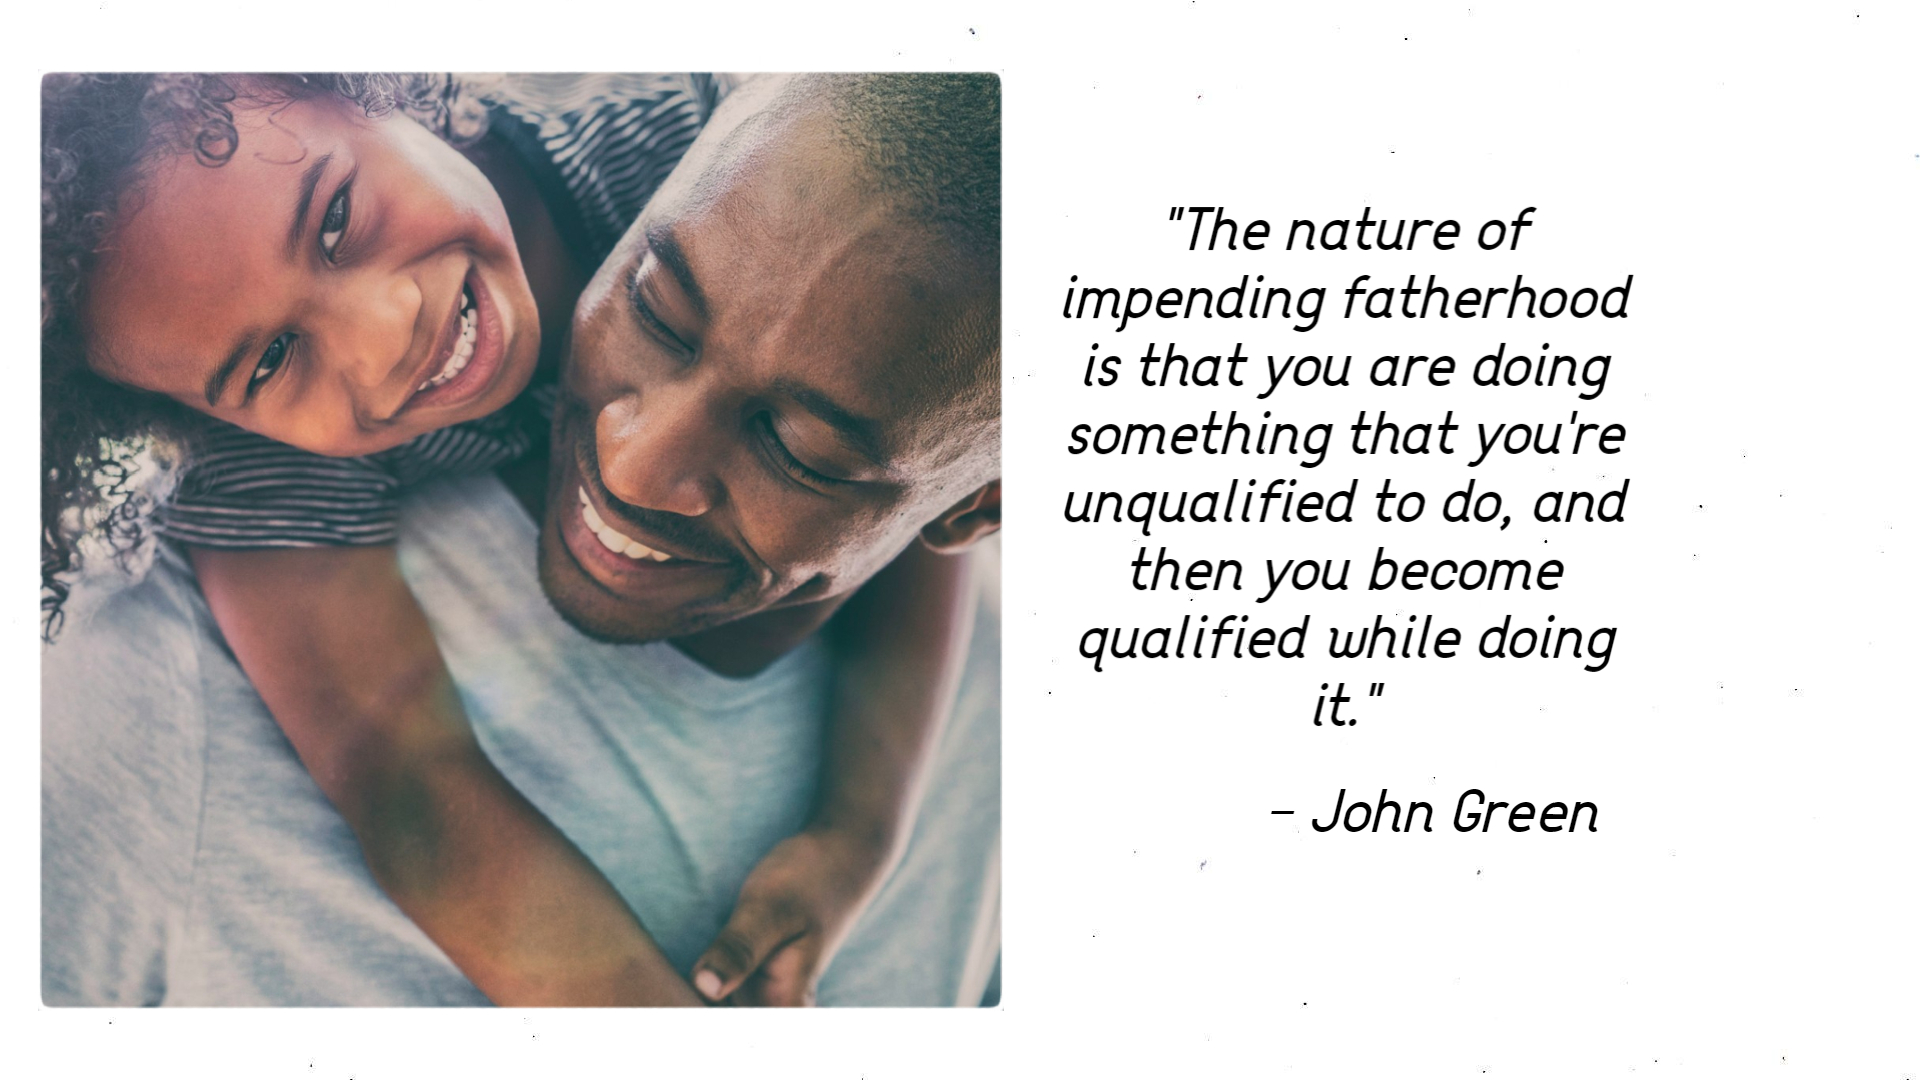 "The nature of
impending fatherhood
is that you are doing
something that you're
unqualified to do, and
then you become
qualified while doing
it."
- John Green